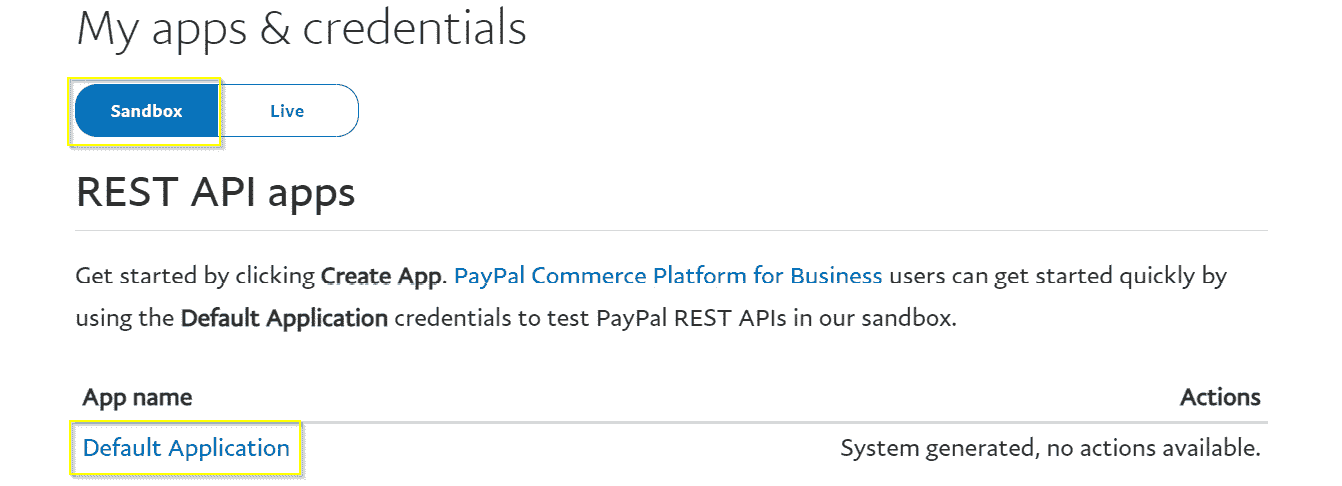 My apps & credentials
Sandbox Live
REST API apps
Get started by clicking Create App. PayPal Commerce Platform for Business users can get started quickly by
using the Default Application credentials to test PayPal REST APIs in our sandbox.
App name Actions
Default Application System generated, no actions available.